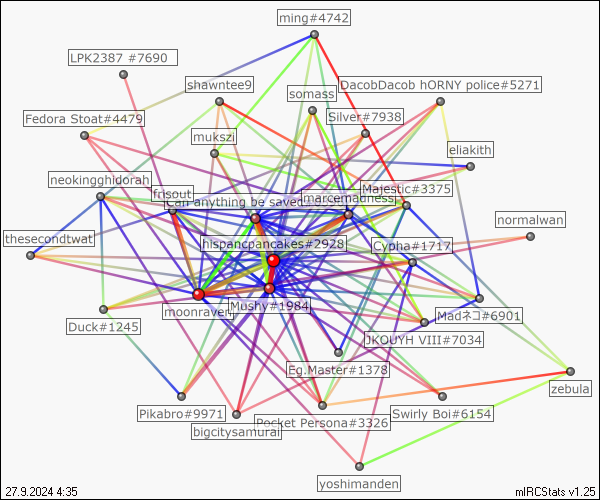 ming#4742
LPK2387 #7690
shawntee9
DacobDacob hORNY police#5271
somass
Fedora Stoat#4479
Silver#7938
mukszi
eliakith
neokingghidorah
frisout
Majestic#3375
Can anything be saved
marcemadness
normalwan
thesecondtwat
hispancpancakes#2928
Cypha#1717
moonraven
Mushy#1984
Madネコ#6901
Duck#1245
JKOUYH VIII#7034
Eg.Master#1378
zebula
Pikabro#9971
Pocket Persona#3326
Swirly Boi#6154
bigcitysamurai
yoshimanden
27.9.2024 4:35
mIRCStats v1.25